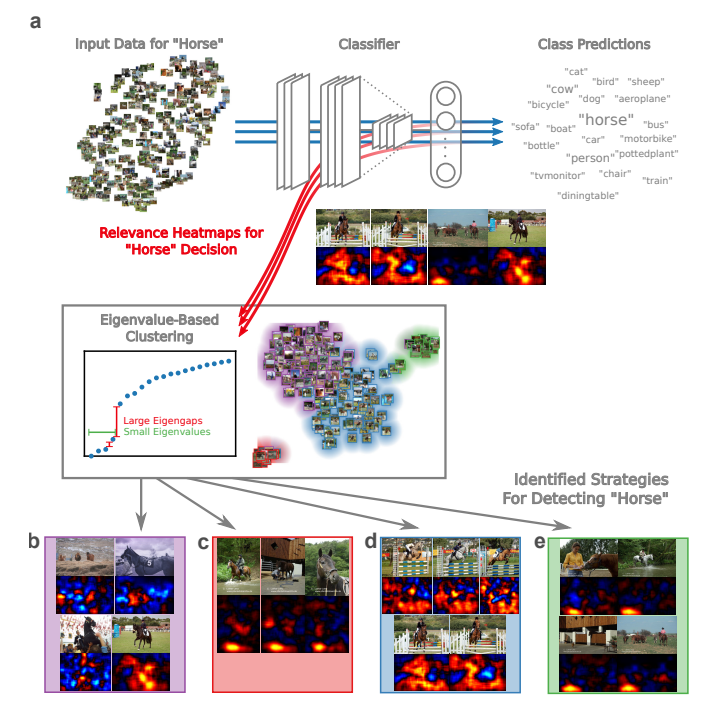 a
Input Data for "Horse"
Classifier
Class Predictions
"cat"
"bird"
"sheep"
"cow"
"dog"
"aeroplane"
"bicycle"
"horse"
"sofa"
"boat"
"bus"
"car"
"motorbike"
"bottle"
"person"
"pottedplant"
"tvmonitor"
"chair"
"train"
"diningtable"
Relevance Heatmaps for
"Horse" Decision
Eigenvalue-Based
Clustering
Large Eigengaps
Small Eigenvalues
Identified Strategies
For Detecting "Horse"
b
c
d
e
5